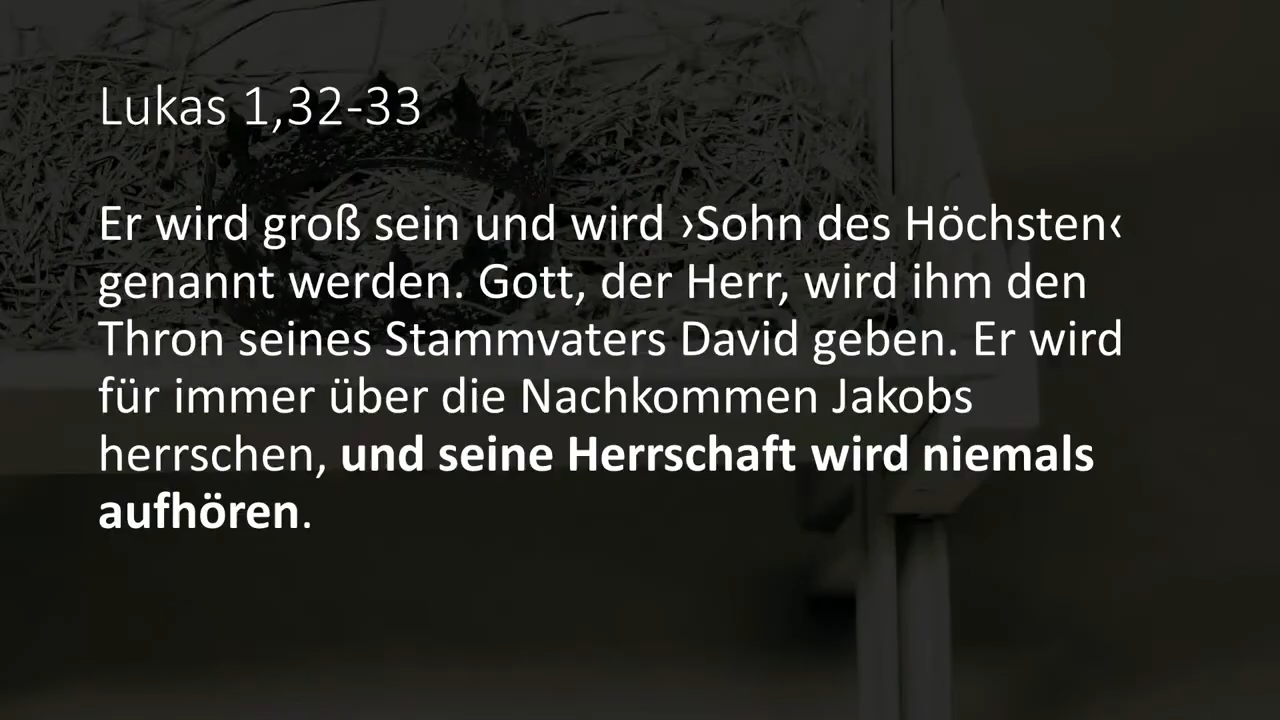 Lukas 1,32-33
Er wird groß sein und wird ›Sohn des Höchsten‹
genannt werden. Gott, der Herr, wird ihm den
Thron seines Stammvaters David geben. Er wird
für immer über die Nachkommen Jakobs
herrschen, und seine Herrschaft wird niemals
aufhören.